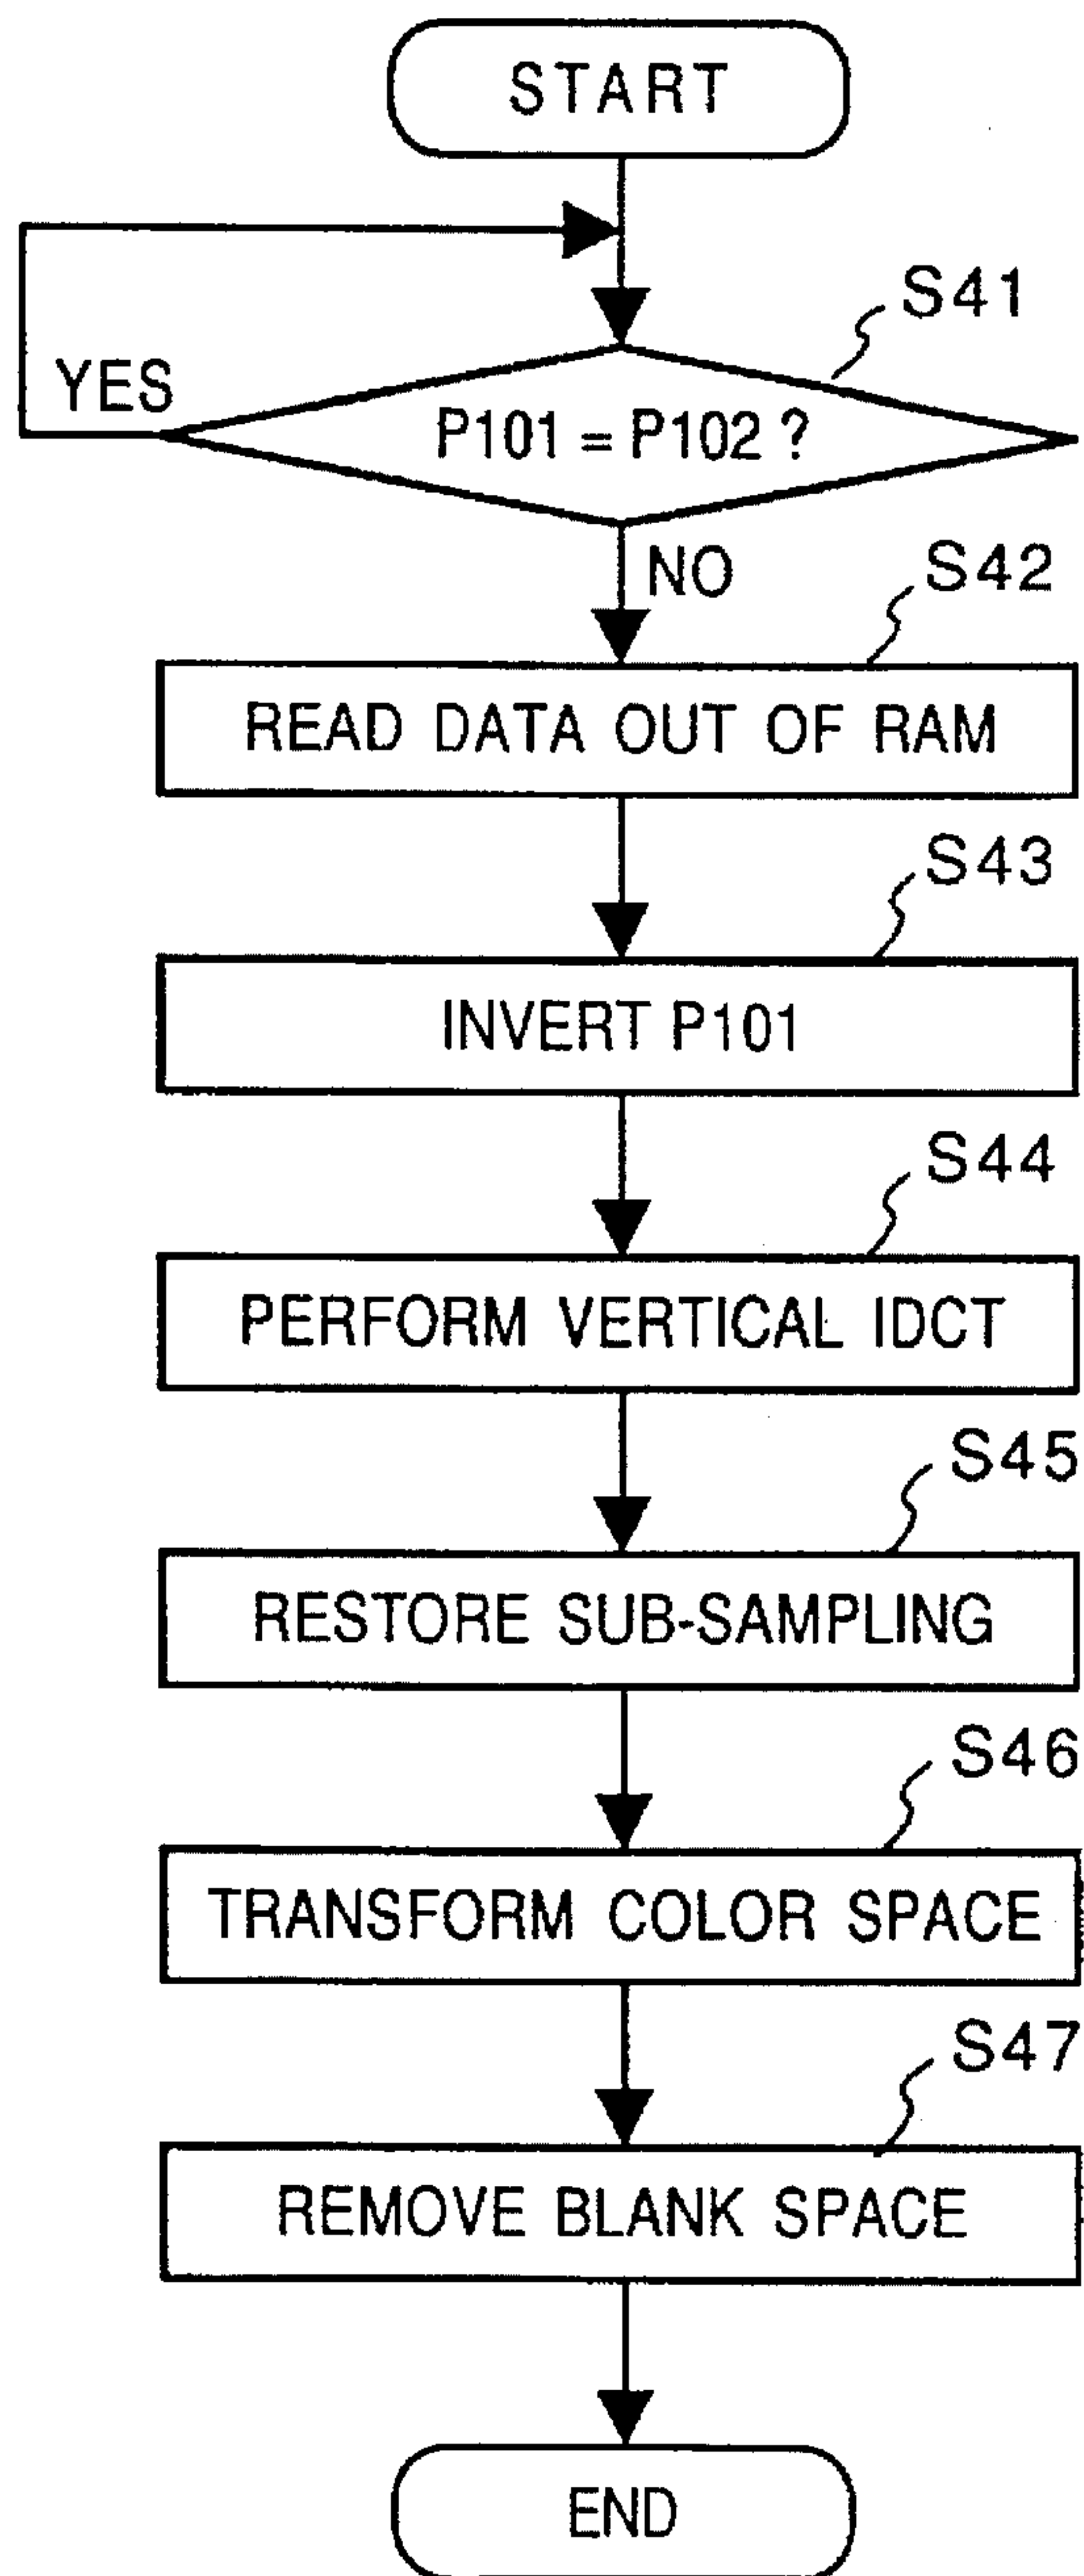 START
S41
YES
P101 = P102 ?
NO
S42
READ DATA OUT OF RAM
S43
INVERT P101
S44
PERFORM VERTICAL IDCT
S45
RESTORE SUB-SAMPLING
S46
TRANSFORM COLOR SPACE
S47
REMOVE BLANK SPACE
END